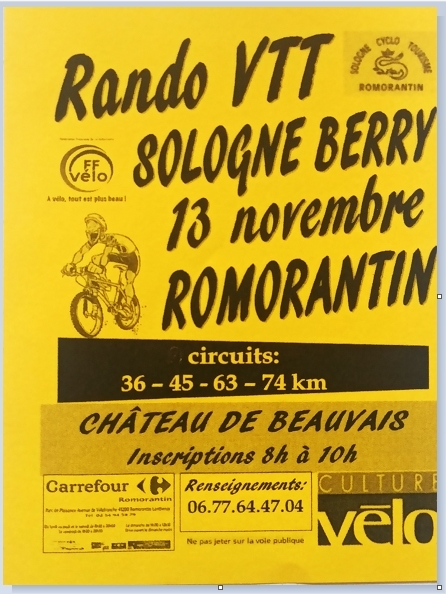 Rando VTT
SOLOGNE CYCLO TOURISME
ROMORANTIN
SOLOGNE BERRY
FF
vélo
A vélo, tout est plus beau !
13 novembre
ROMORANTIN
circuits:
36 – 45 - 63 – 74 km
CHÂTEAU DE BEAUVAIS
Inscriptions 8h à 10h
Carrefour
Romorantin
Renseignements:
06.77.64.47.04
CULTURE
vélo
Ne pas jeter sur la voie publique